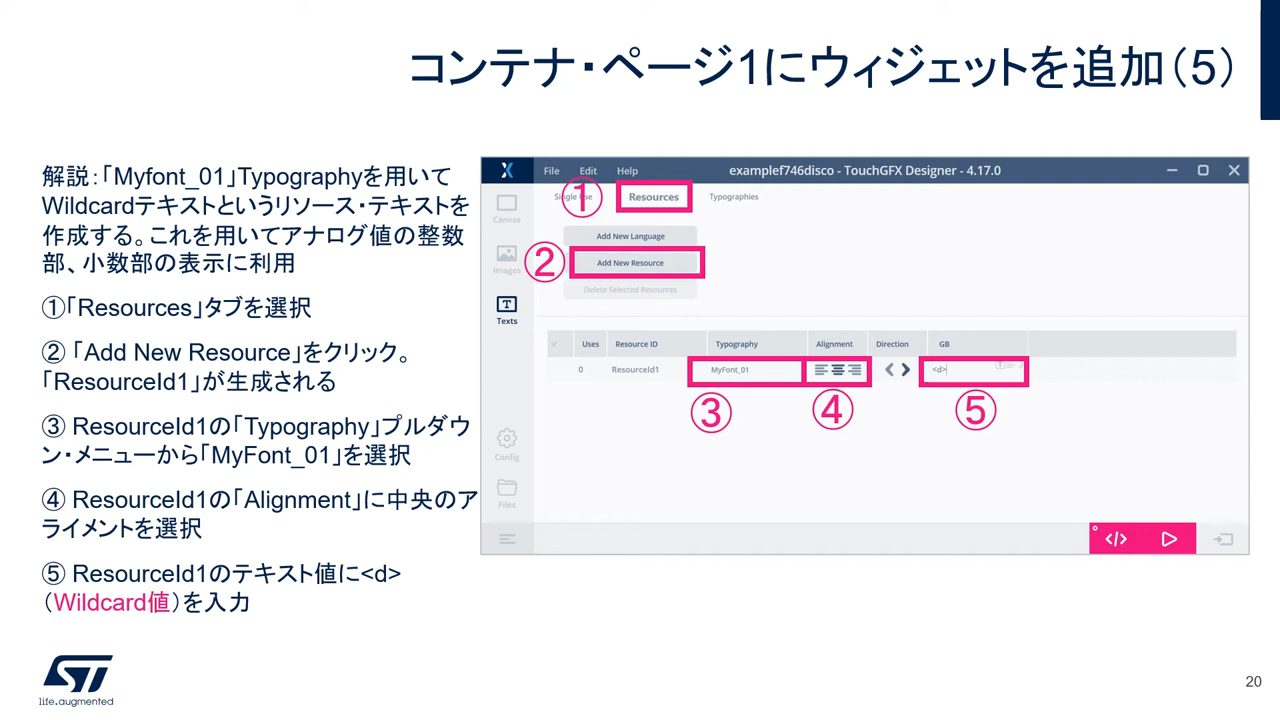 コンテナ・ページ1にウィジェットを追加（5）
解説：「Myfont_01」Typographyを用いて
Wildcardテキストというリソース・テキストを
作成する。これを用いてアナログ値の整数
部、小数部の表示に利用
①「Resources」タブを選択
② 「Add New Resource」をクリック。
「ResourceId1」が生成される
③ ResourceId1の「Typography」プルダウ
ン・メニューから「MyFont_01」を選択
④ ResourceId1の「Alignment」に中央のア
ライメントを選択
⑤ ResourceId1のテキスト値に<d>
（Wildcard値）を入力
File Edit Help examplef746disco - TouchGFX Designer - 4.17.0
① Single Use Resources Typographies
Canvas
Add New Language
② Add New Resource
Images
Delete Selected Resources
Texts
Uses Resource ID Typography Alignment Direction GB
0 ResourceId1 MyFont_01 <d>
③ ④ ⑤
Config
Files
ST
life.augmented
20